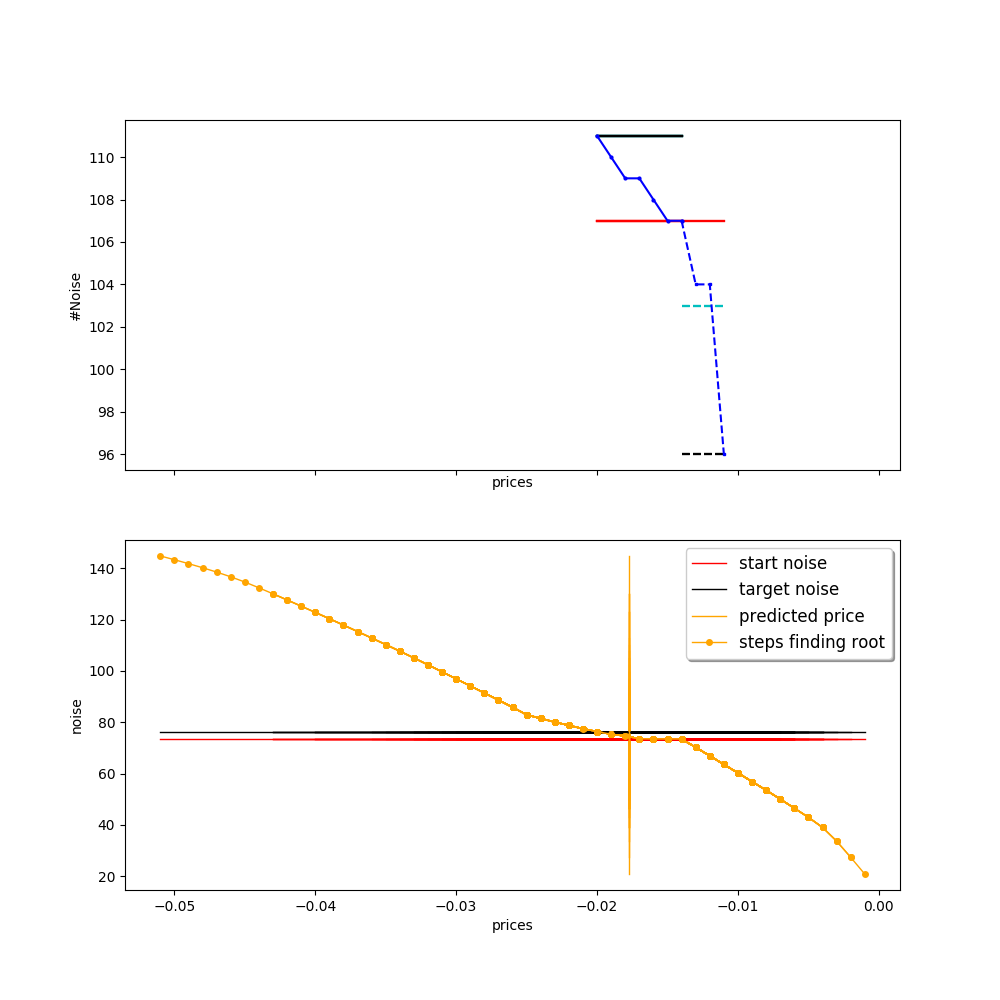 110
108
106
104
102
100
98
96
#Noise
prices
140
120
100
80
60
40
20
noise
start noise
target noise
predicted price
steps finding root
−0.05 −0.04 −0.03 −0.02 −0.01 0.00
prices